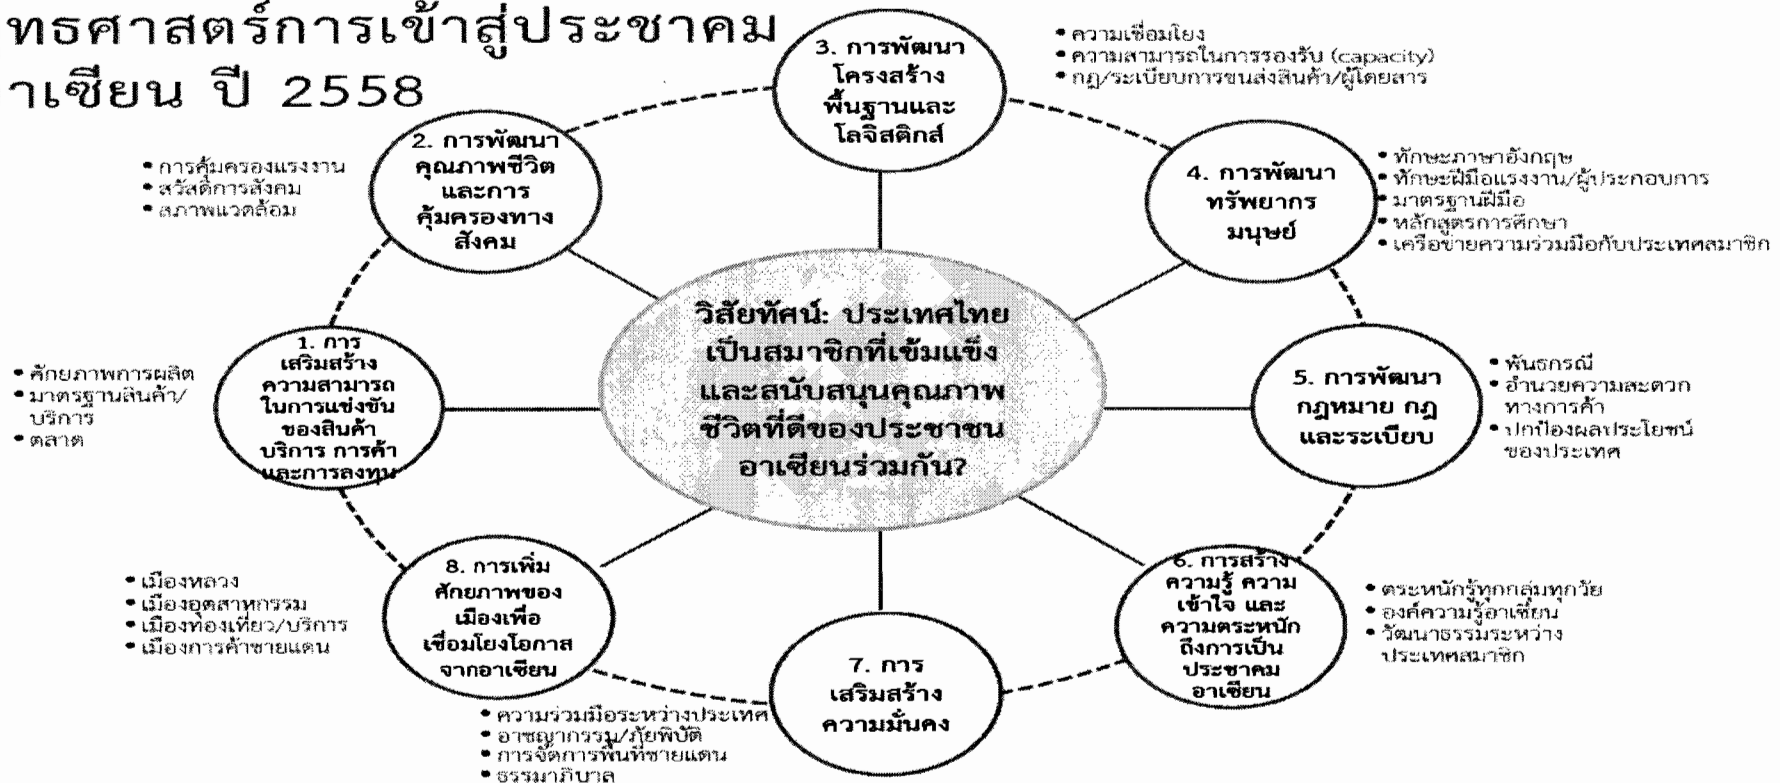 ทธศาสตร์การเข้าสู่ประชาคม
าเซียน ปี 2558
3. การพัฒนา
โครงสร้าง
พื้นฐานและ
โลจิสติกส์
• ความเชื่อมโยง
• ความสามารถในการรองรับ (capacity)
• กฎ/ระเบียบการขนส่งสินค้า/ผู้โดยสาร
2. การพัฒนา
คุณภาพชีวิต
และการ
คุ้มครองทาง
สังคม
• การคุ้มครองแรงงาน
• สวัสดิการสังคม
• สภาพแวดล้อม
4. การพัฒนา
ทรัพยากร
มนุษย์
• ทักษะภาษาอังกฤษ
• ทักษะฝีมือแรงงาน/ผู้ประกอบการ
• มาตรฐานฝีมือ
• หลักสูตรการศึกษา
• เครือข่ายความร่วมมือกับประเทศสมาชิก
วิสัยทัศน์: ประเทศไทย
เป็นสมาชิกที่เข้มแข็ง
และสนับสนุนคุณภาพ
ชีวิตที่ดีของประชาชน
อาเซียนร่วมกัน?
1. การ
เสริมสร้าง
ความสามารถ
ในการแข่งขัน
ของสินค้า
บริการ การค้า
และการลงทุน
• ศักยภาพการผลิต
• มาตรฐานสินค้า/
บริการ
• ตลาด
5. การพัฒนา
กฎหมาย กฎ
และระเบียบ
• พันธกรณี
• อำนวยความสะดวก
ทางการค้า
• ปกป้องผลประโยชน์
ของประเทศ
8. การเพิ่ม
ศักยภาพของ
เมืองเพื่อ
เชื่อมโยงโอกาส
จากอาเซียน
• เมืองหลวง
• เมืองอุตสาหกรรม
• เมืองท่องเที่ยว/บริการ
• เมืองการค้าชายแดน
6. การสร้าง
ความรู้ ความ
เข้าใจ และ
ความตระหนัก
ถึงการเป็น
ประชาคม
อาเซียน
• ตระหนักรู้ทุกกลุ่มทุกวัย
• องค์ความรู้อาเซียน
• วัฒนาธรรมระหว่าง
ประเทศสมาชิก
7. การ
เสริมสร้าง
ความมั่นคง
• ความร่วมมือระหว่างประเทศ
• อาชญากรรม/ภัยพิบัติ
• การจัดการพื้นที่ชายแดน
• ธรรมาภิบาล